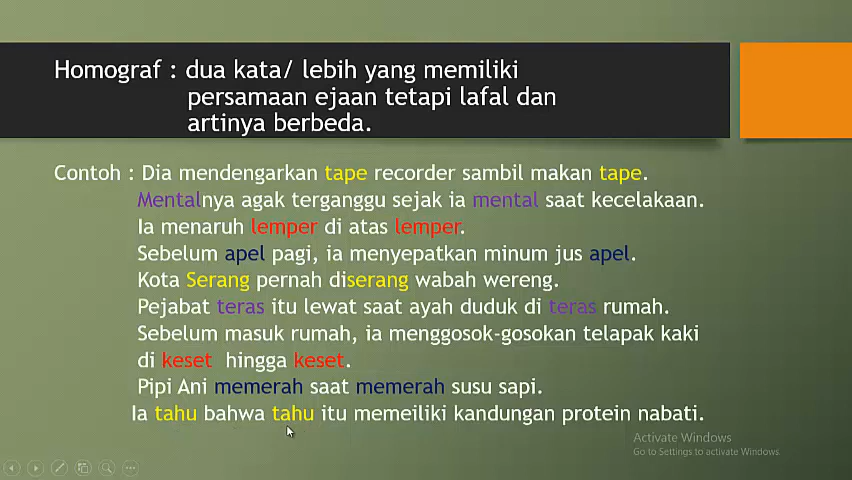 Homograf : dua kata/ lebih yang memiliki
persamaan ejaan tetapi lafal dan
artinya berbeda.
Contoh : Dia mendengarkan tape recorder sambil makan tape.
Mentalnya agak terganggu sejak ia mental saat kecelakaan.
Ia menaruh lemper di atas lemper.
Sebelum apel pagi, ia menyepatkan minum jus apel.
Kota Serang pernah diserang wabah wereng.
Pejabat teras itu lewat saat ayah duduk di teras rumah.
Sebelum masuk rumah, ia menggosok-gosokan telapak kaki
di keset hingga keset.
Pipi Ani memerah saat memerah susu sapi.
Ia tahu bahwa tahu itu memeiliki kandungan protein nabati.
Activate Windows
Go to Settings to activate Windows.